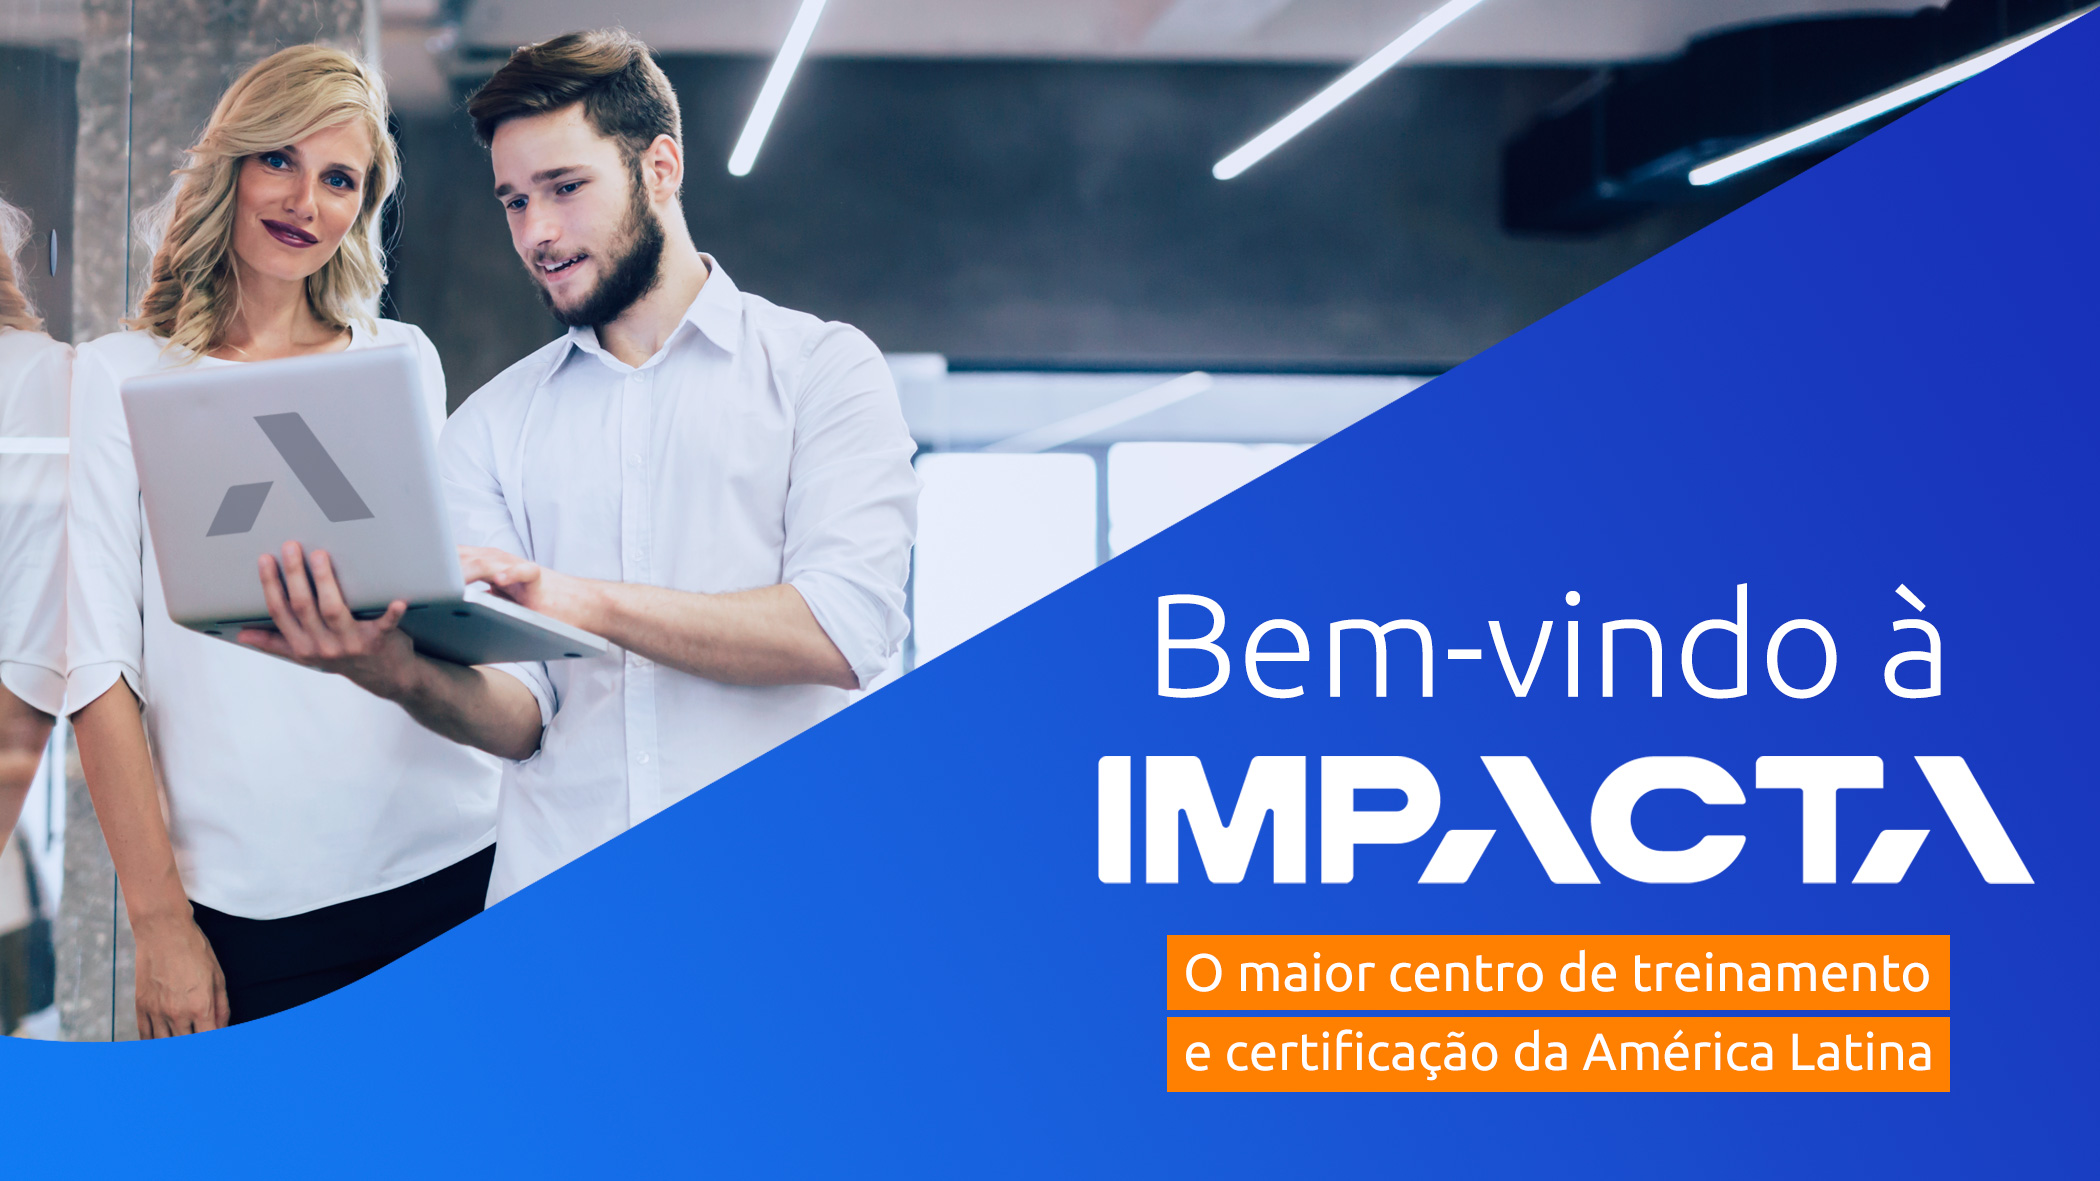 Bem-vindo à
IMPACTA
O maior centro de treinamento
e certificação da América Latina